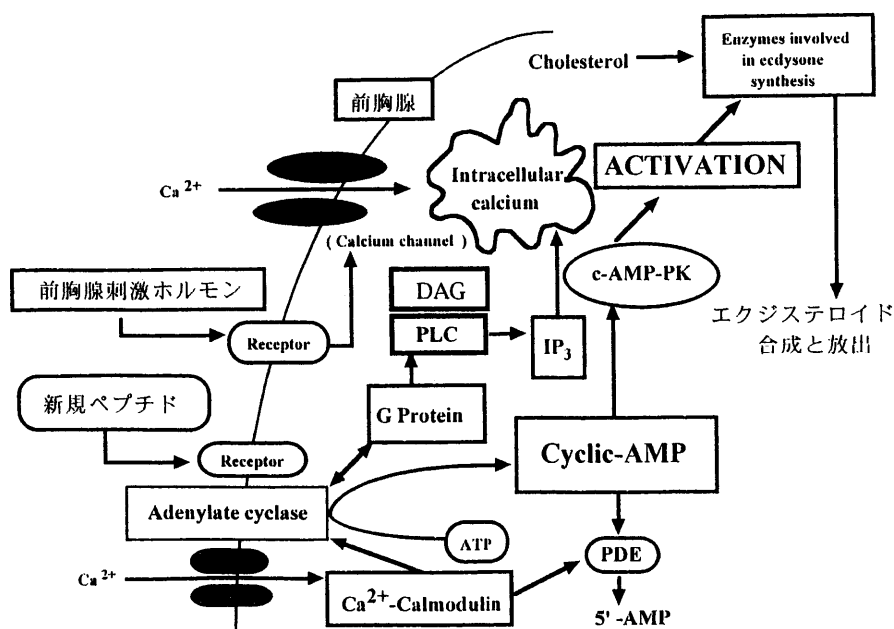 Enzymes involved
in ecdysone
synthesis
Cholesterol
前胸腺
ACTIVATION
Ca 2+
Intracellular
calcium
( Calcium channel )
c-AMP-PK
前胸腺刺激ホルモン
DAG
エクジステロイド
合成と放出
Receptor
PLC
IP3
新規ペプチド
G Protein
Receptor
Cyclic-AMP
Adenylate cyclase
ATP
PDE
Ca 2+
Ca2+-Calmodulin
5' -AMP